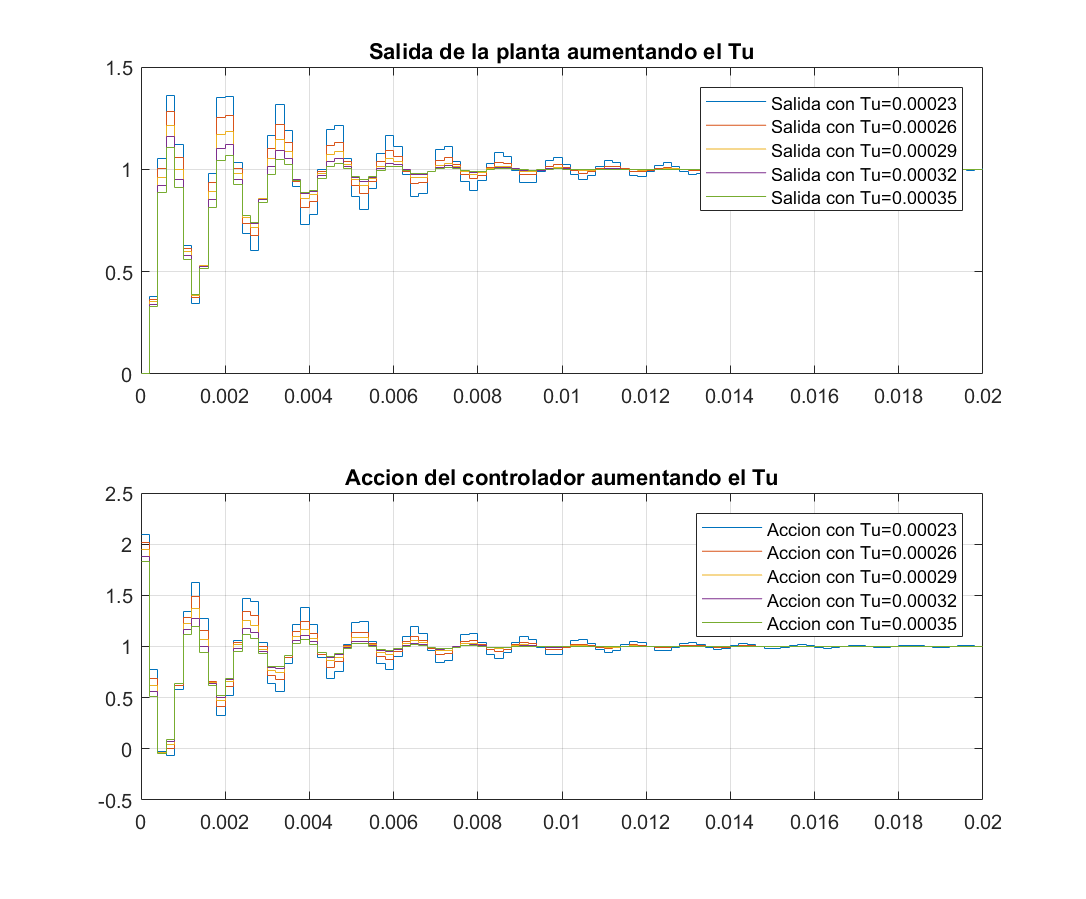 Salida de la planta aumentando el Tu
1.5
1
0.5
0
Salida con Tu=0.00023
Salida con Tu=0.00026
Salida con Tu=0.00029
Salida con Tu=0.00032
Salida con Tu=0.00035
0 0.002 0.004 0.006 0.008 0.01 0.012 0.014 0.016 0.018 0.02
Accion del controlador aumentando el Tu
2.5
2
1.5
1
0.5
0
-0.5
Accion con Tu=0.00023
Accion con Tu=0.00026
Accion con Tu=0.00029
Accion con Tu=0.00032
Accion con Tu=0.00035
0 0.002 0.004 0.006 0.008 0.01 0.012 0.014 0.016 0.018 0.02